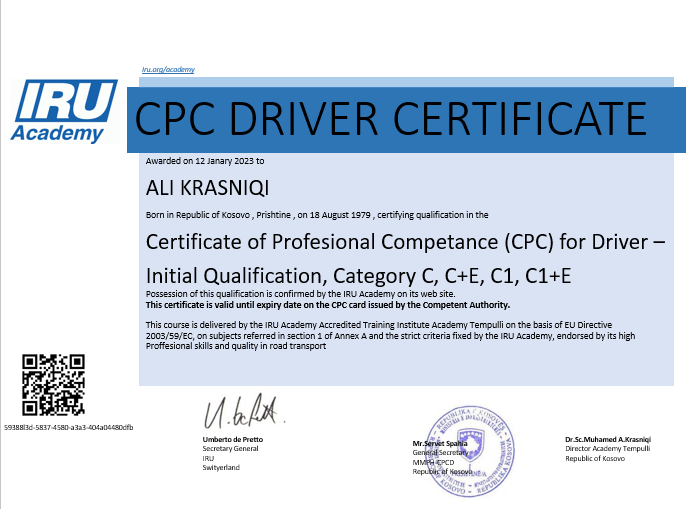 Iru.org/academy
IRU
Academy
CPC DRIVER CERTIFICATE
Awarded on 12 Janary 2023 to
ALI KRASNIQI
Born in Republic of Kosovo , Prishtine , on 18 August 1979 , certifying qualification in the
Certificate of Profesional Competance (CPC) for Driver –
Initial Qualification, Category C, C+E, C1, C1+E
Possession of this qualification is confirmed by the IRU Academy on its web site.
This certificate is valid until expiry date on the CPC card issued by the Competent Authority.
This course is delivered by the IRU Academy Accredited Training Institute Academy Tempulli on the basis of EU Directive
2003/59/EC, on subjects referred in section 1 of Annex A and the strict criteria fixed by the IRU Academy, endorsed by its high
Proffesional skills and quality in road transport
59388l3d-5837-4580-a3a3-404a04480dfb
Umberto de Pretto
Secretary General
IRU
Switzerland
Mr.Servet Spahia
General Secretary
MMPH-CPCD
Republic of Kosovo
Dr.Sc.Muhamed A.Krasniqi
Director Academy Tempulli
Republic of Kosovo